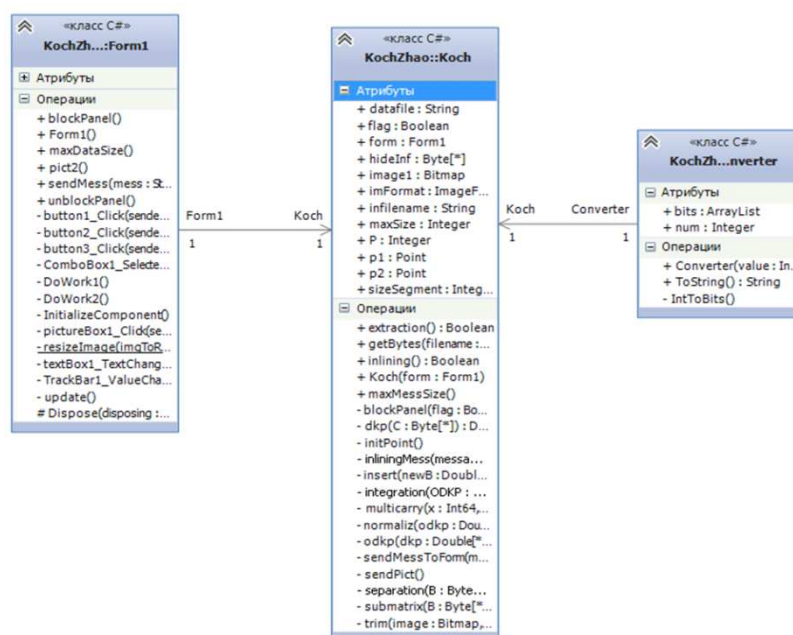 «класс C#»
KochZh...:Form1
Атрибуты
Операции
+ blockPanel()
+ Form1()
+ maxDataSize()
+ pict2()
+ sendMess(mess : St...
+ unblockPanel()
- button1_Click(sende...
- button2_Click(sende...
- button3_Click(sende...
- ComboBox1_Selecte...
- DoWork1()
- DoWork2()
- InitializeComponent()
- pictureBox1_Click(se...
- resizeImage(imgToR...
- textBox1_TextChang...
- TrackBar1_ValueCha...
- update()
# Dispose(disposing :...
Form1
Koch
1
1
«класс C#»
KochZhao::Koch
Атрибуты
+ datafile : String
+ flag : Boolean
+ form : Form1
+ hideInf : Byte[*]
+ image1 : Bitmap
+ imFormat : ImageF...
+ infilename : String
+ maxSize : Integer
+ P : Integer
+ p1 : Point
+ p2 : Point
+ sizeSegment : Integ...
Операции
+ extraction() : Boolean
+ getBytes(filename :...
+ inlining() : Boolean
+ Koch(form : Form1)
+ maxMessSize()
- blockPanel(flag : Bo...
- dkp(C : Byte[*]) : D...
- initPoint()
- inliningMess(messa...
- insert(newB : Doubl...
- integration(ODKP : ...
- multicarry(x : Int64,...
- normaliz(odkp : Dou...
- odkp(dkp : Double[*...
- sendMessToForm(m...
- sendPict()
- separation(B : Byte...
- submatrix(B : Byte[*...
- trim(image : Bitmap,...
Koch
Converter
1
1
«класс C#»
KochZh...nverter
Атрибуты
+ bits : ArrayList
+ num : Integer
Операции
+ Converter(value : In...
+ ToString() : String
- IntToBits()